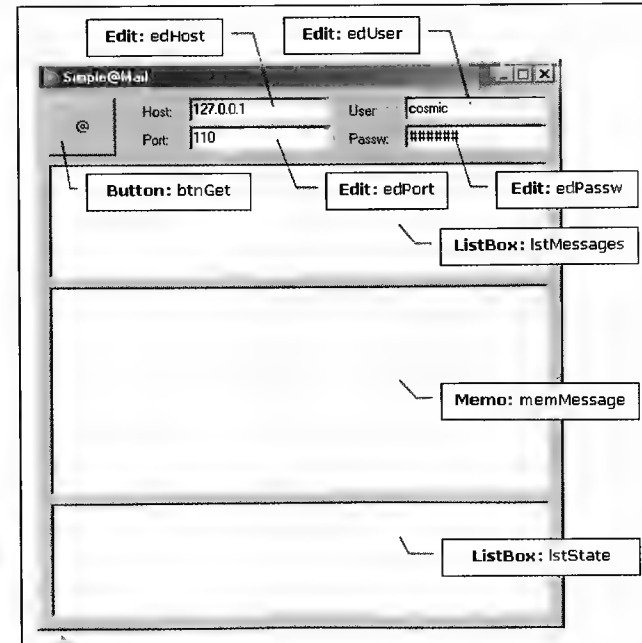 Edit: edHost
Edit: edUser
Simple@Mail
@
Host: 127.0.0.1
User cosmic
Port: 110
Passw: ######
Button: btnGet
Edit: edPort
Edit: edPassw
ListBox: lstMessages
Memo: memMessage
ListBox: lstState